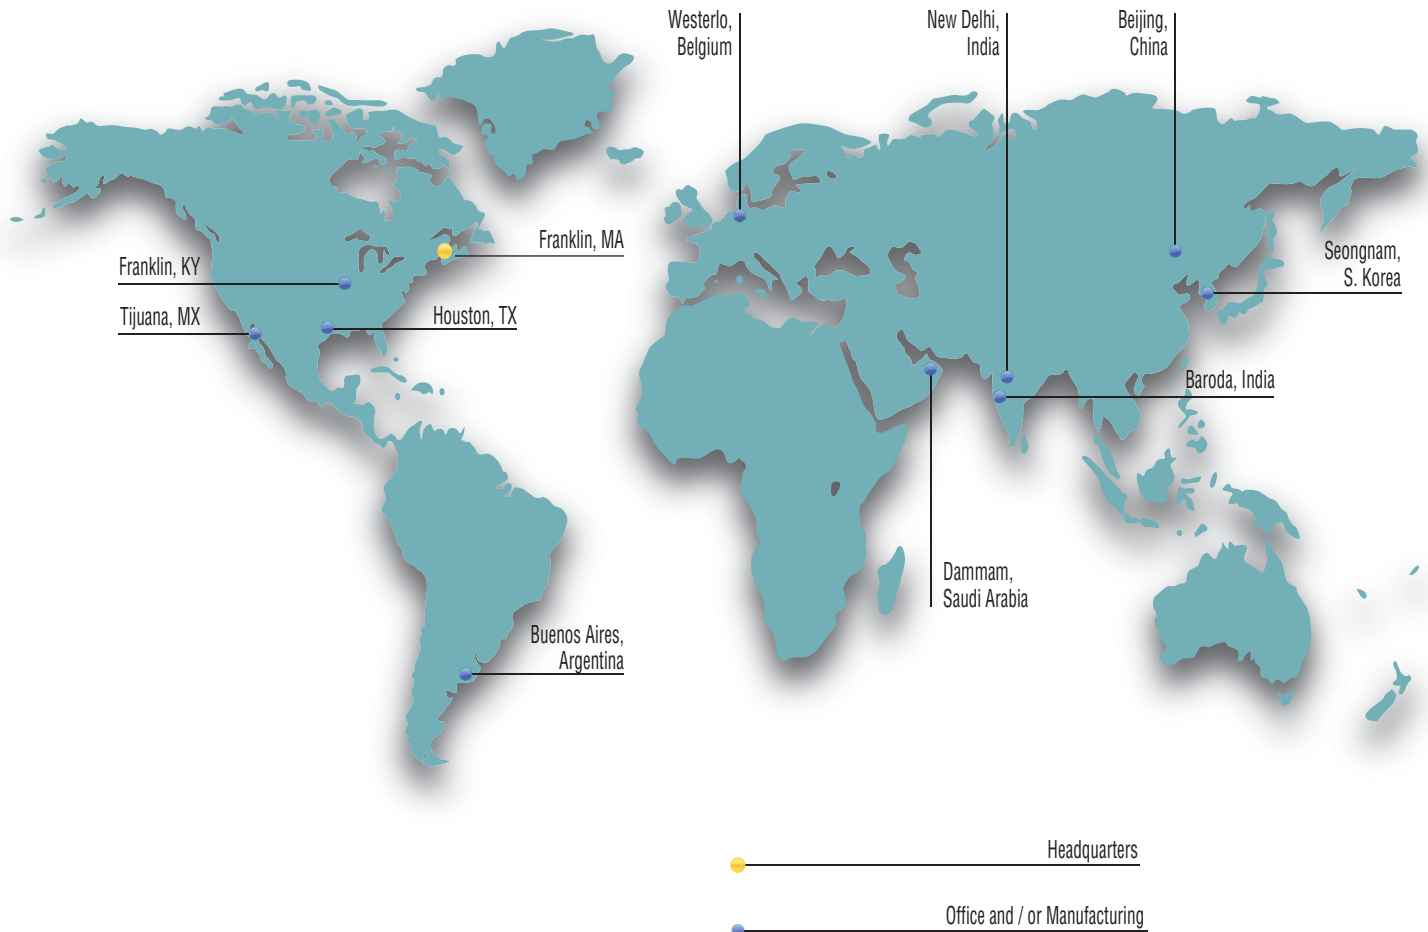 Westerlo,
Belgium
New Delhi,
India
Beijing,
China
Franklin, MA
Seongnam,
S. Korea
Franklin, KY
Tijuana, MX
Houston, TX
Baroda, India
Dammam,
Saudi Arabia
Buenos Aires,
Argentina
Headquarters
Office and / or Manufacturing